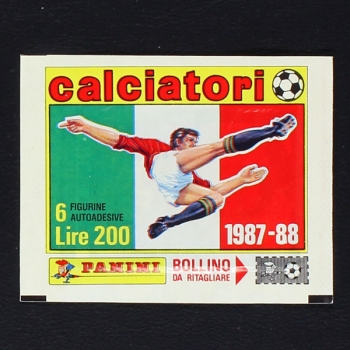 calciatori
6 FIGURINE
AUTOADESIVE
Lire 200
1987-88
PANINI
BOLLINO
DA RITAGLIARE